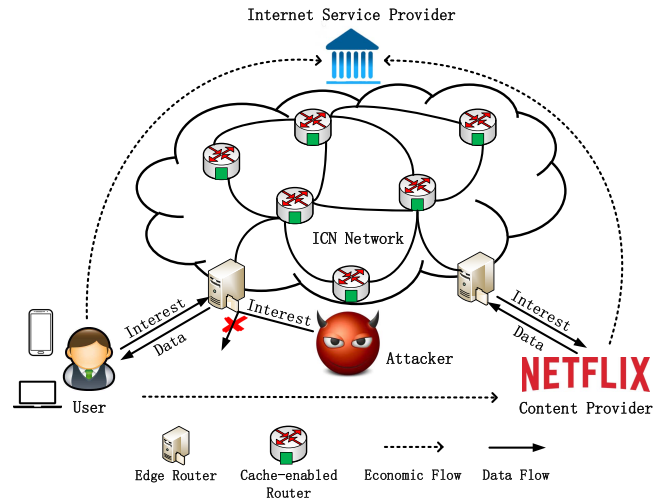 Internet Service Provider
ICN Network
Interest
Data
Interest
Attacker
Interest
Data
User
NETFLIX
Content Provider
Edge Router
Cache-enabled
Router
Economic Flow
Data Flow